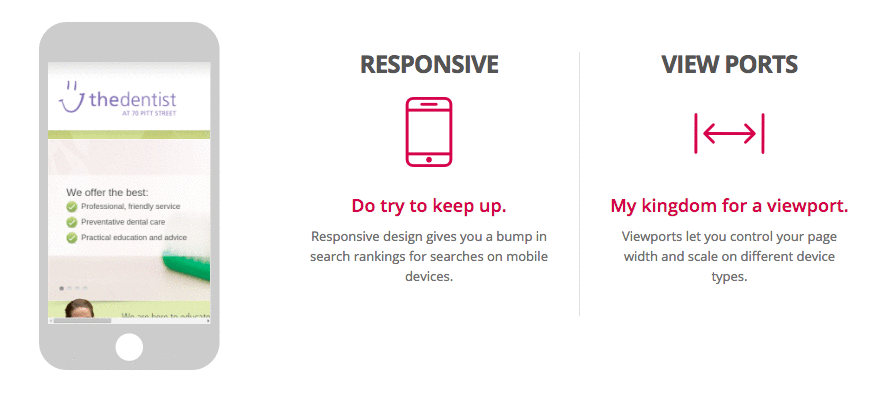 thedentist
AT 70 PITT STREET
We offer the best:
Professional, friendly service
Preventative dental care
Practical education and advice
We are here to educate
RESPONSIVE
Do try to keep up.
Responsive design gives you a bump in
search rankings for searches on mobile
devices.
VIEW PORTS
My kingdom for a viewport.
Viewports let you control your page
width and scale on different device
types.